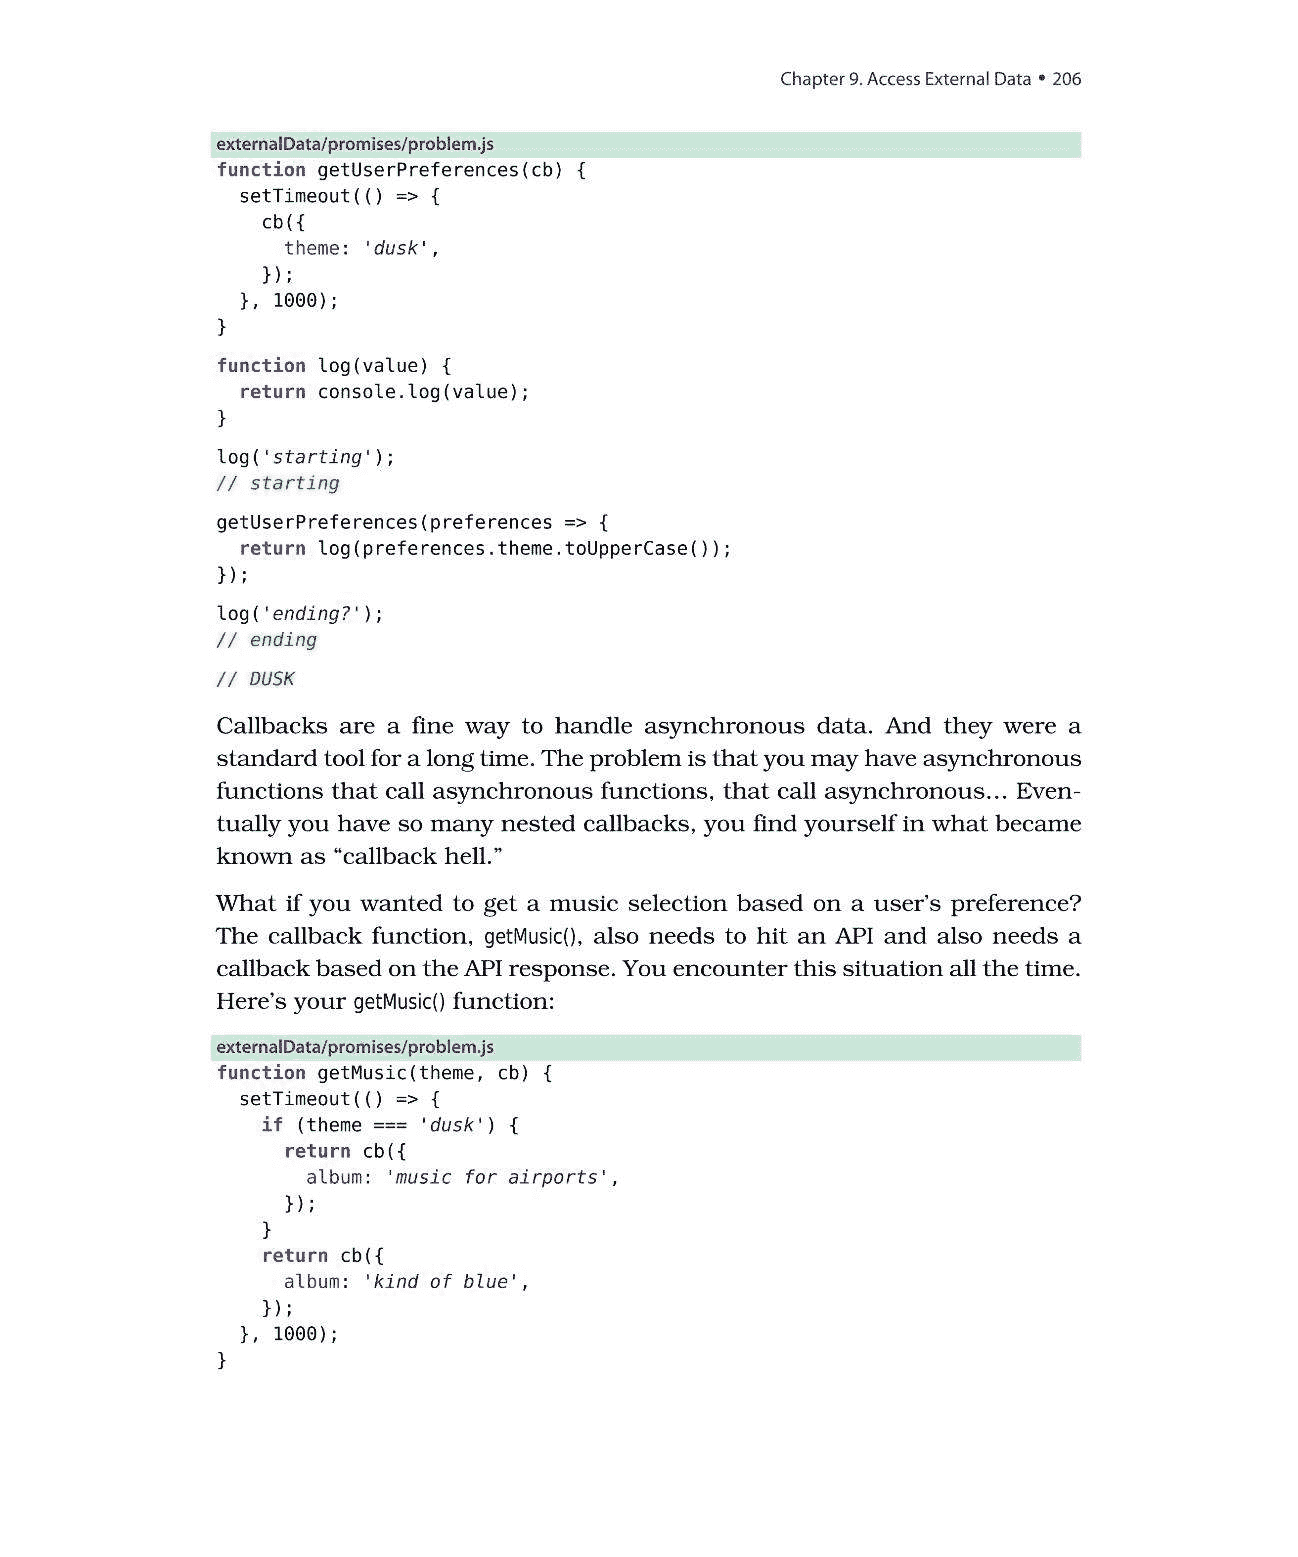 Chapter 9. Access External Data • 206
externalData/promises/problem.js
function getUserPreferences(cb) {
  setTimeout(() => {
    cb({
      theme: 'dusk',
    });
  }, 1000);
}
function log(value) {
  return console.log(value);
}
log('starting');
// starting
getUserPreferences(preferences => {
  return log(preferences.theme.toUpperCase());
});
log('ending?');
// ending
// DUSK
Callbacks are a fine way to handle asynchronous data. And they were a
standard tool for a long time. The problem is that you may have asynchronous
functions that call asynchronous functions, that call asynchronous… Even-
tually you have so many nested callbacks, you find yourself in what became
known as “callback hell.”
What if you wanted to get a music selection based on a user’s preference?
The callback function, getMusic(), also needs to hit an API and also needs a
callback based on the API response. You encounter this situation all the time.
Here’s your getMusic() function:
externalData/promises/problem.js
function getMusic(theme, cb) {
  setTimeout(() => {
    if (theme === 'dusk') {
      return cb({
        album: 'music for airports',
      });
    }
    return cb({
      album: 'kind of blue',
    });
  }, 1000);
}